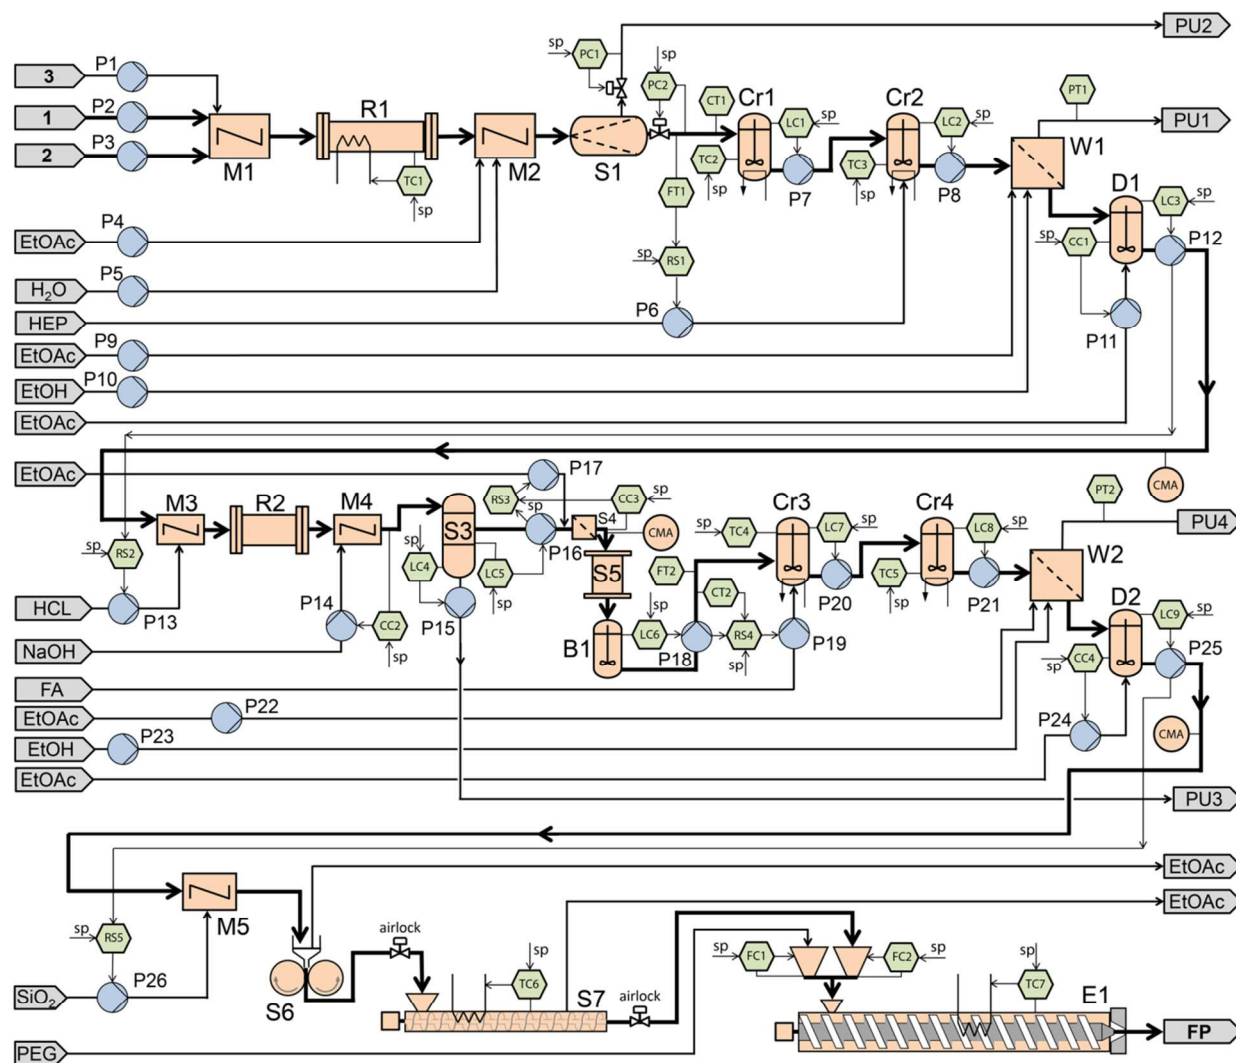 sp
PC1
PU2
sp
PC2
PT1
3
P1
CT1
Cr1
Cr2
1
P2
R1
LC1
sp
LC2
sp
PU1
2
P3
W1
M1
M2
S1
TC2
TC3
TC1
sp
FT1
sp
P7
sp
P8
D1
LC3
sp
P4
EtOAc
sp
CC1
P12
P5
sp
RS1
H₂O
HEP
P6
P9
EtOAc
P11
P10
EtOH
EtOAc
EtOAc
P17
CMA
M3
R2
M4
RS3
CC3
sp
Cr3
Cr4
PT2
S3
S4
CMA
sp
TC4
LC7
sp
LC8
sp
PU4
sp
RS2
sp
P16
LC4
LC5
S5
FT2
TC5
W2
sp
CT2
P20
sp
P21
D2
HCL
P13
P14
CC2
P15
sp
LC9
sp
sp
B1
LC6
P18
RS4
P19
NaOH
sp
sp
CC4
P25
FA
EtOAc
P22
P24
EtOH
P23
CMA
EtOAc
PU3
M5
EtOAc
sp
RS5
EtOAc
airlock
sp
FC1
FC2
sp
sp
P26
sp
TC6
TC7
SiO₂
S6
S7
airlock
E1
FP
PEG